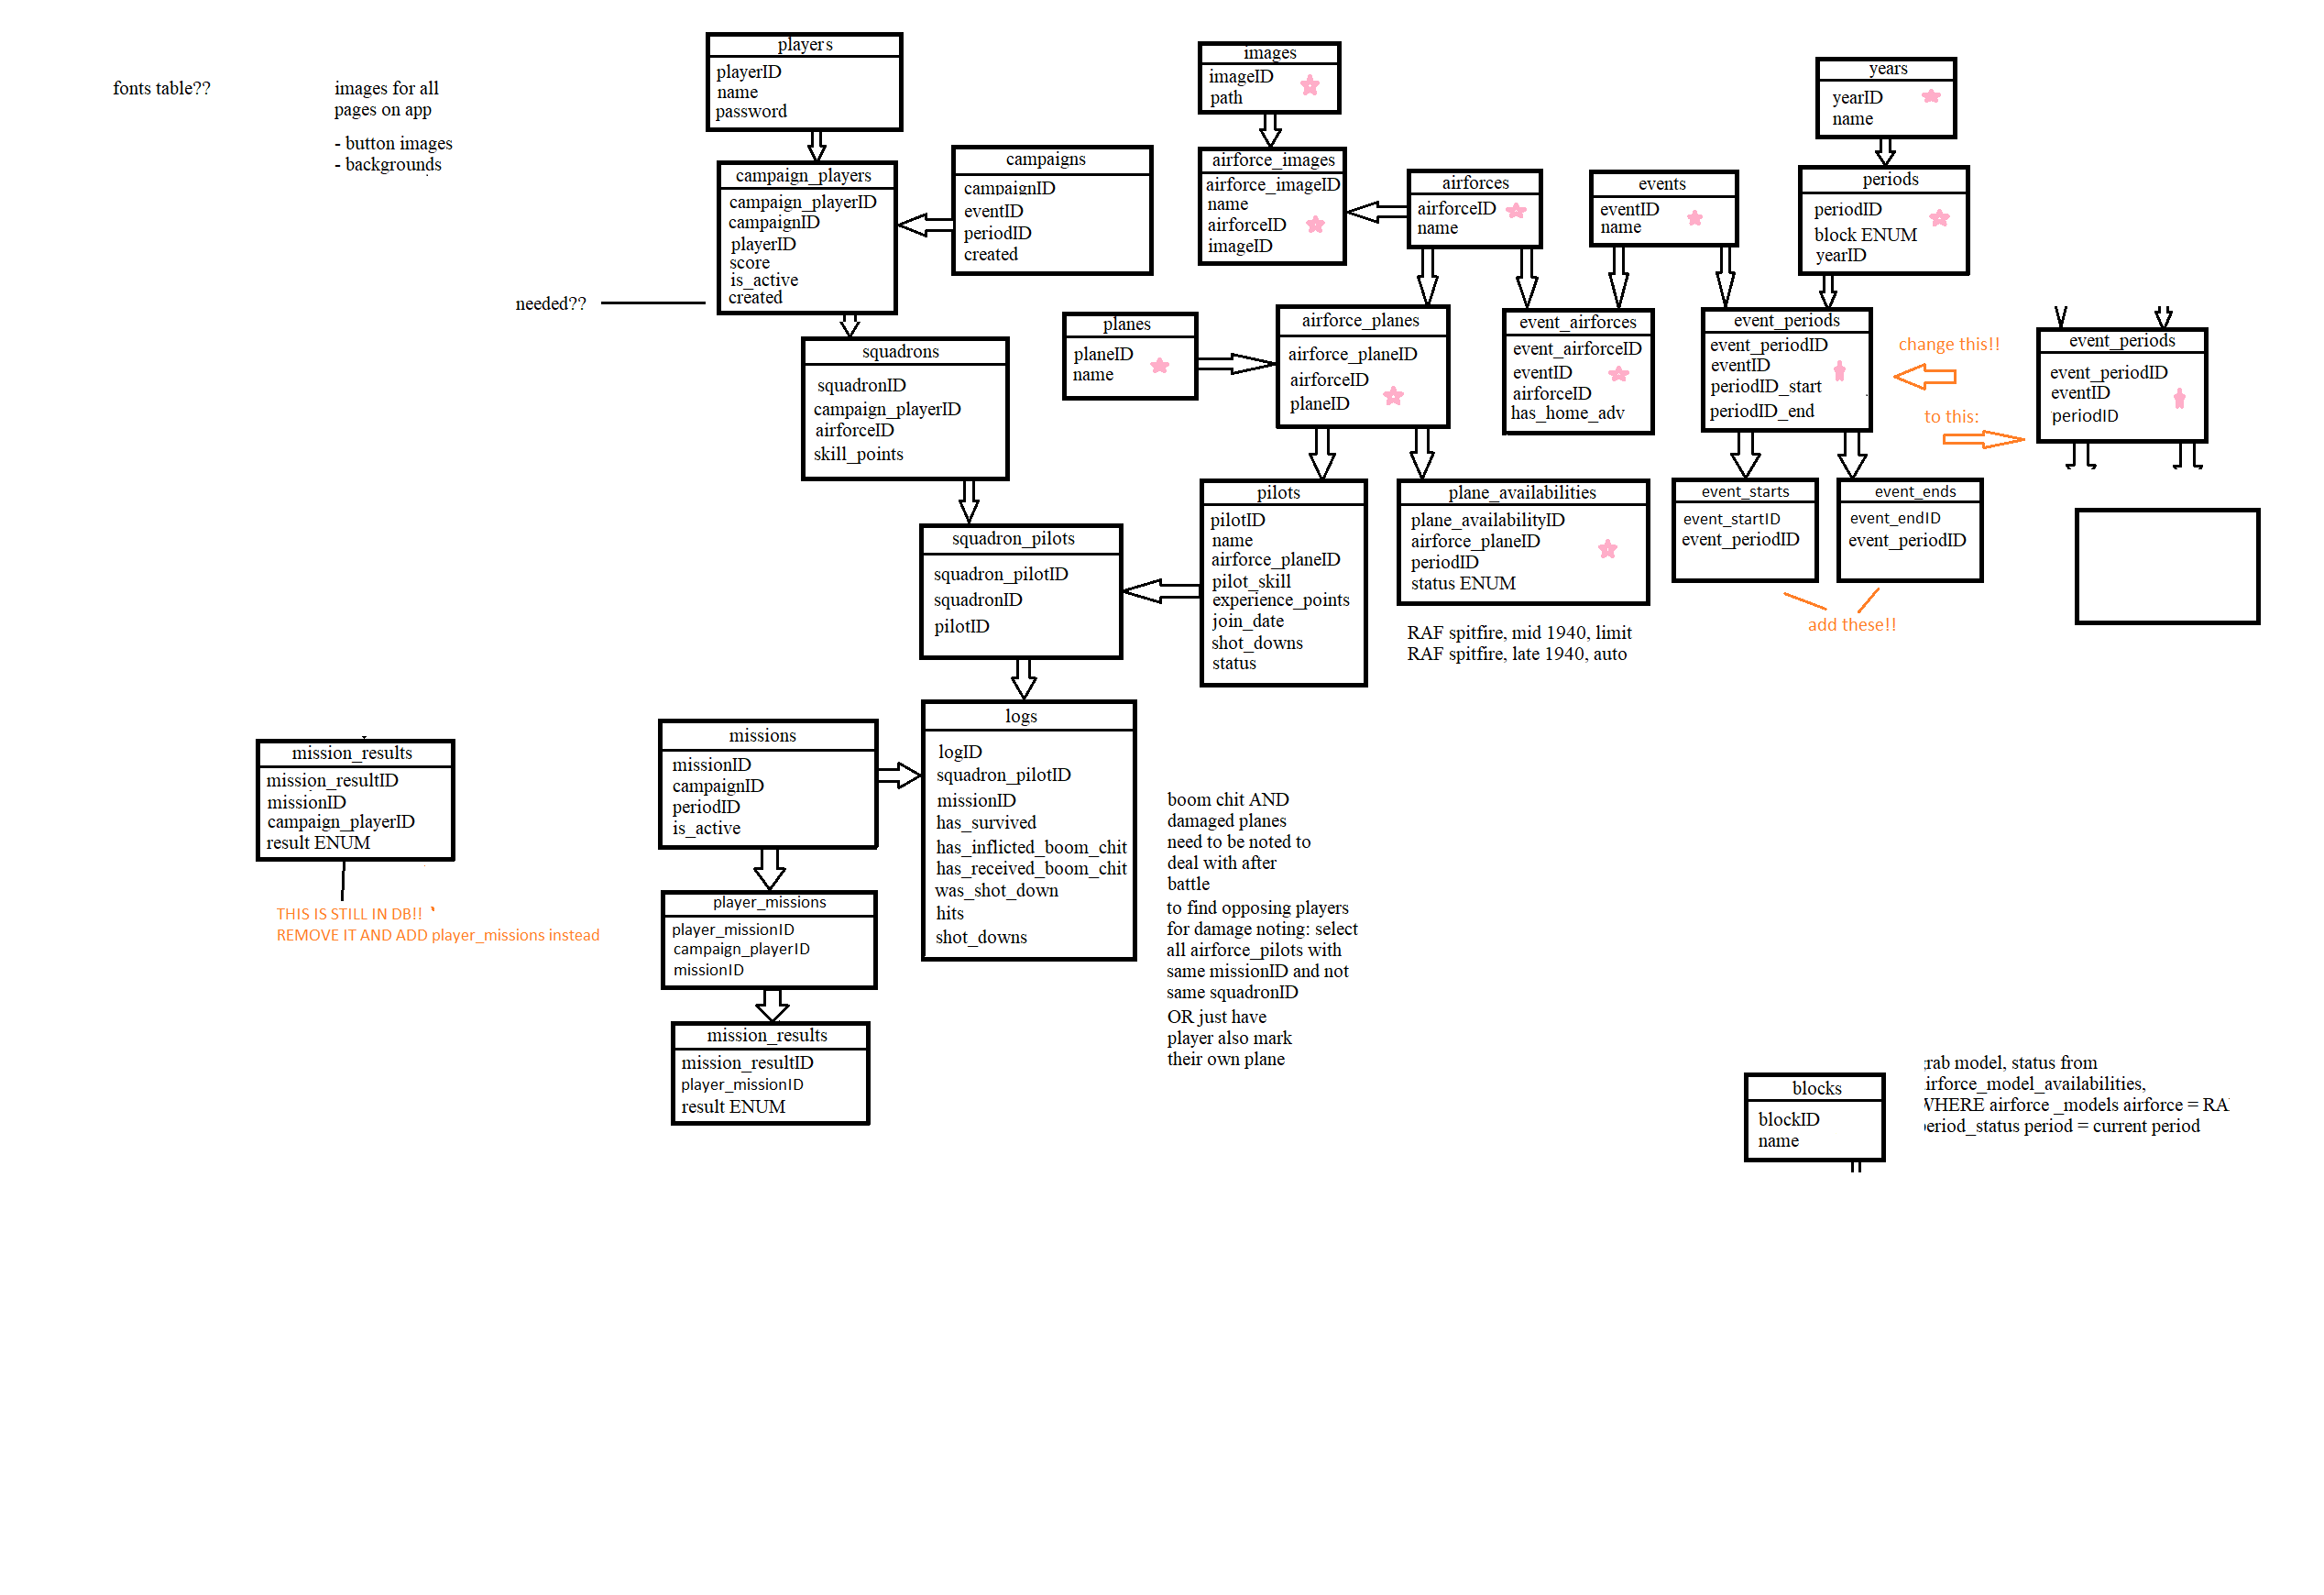 fonts table??
images for all
pages on app
- button images
- backgrounds
players
playerID
name
password
campaign_players
campaign_playerID
campaignID
playerID
score
is_active
created
needed??
campaigns
campaignID
eventID
periodID
created
squadrons
squadronID
campaign_playerID
airforceID
skill_points
squadron_pilots
squadron_pilotID
squadronID
pilotID
images
imageID
path
airforce_images
airforce_imageID
name
airforceID
imageID
airforces
airforceID
name
events
eventID
name
years
yearID
name
periods
periodID
block ENUM
yearID
planes
planeID
name
airforce_planes
airforce_planeID
airforceID
planeID
event_airforces
event_airforceID
eventID
airforceID
has_home_adv
event_periods
event_periodID
eventID
periodID_start
periodID_end
change this!!
to this:
event_periods
event_periodID
eventID
periodID
pilots
pilotID
name
airforce_planeID
pilot_skill
experience_points
join_date
shot_downs
status
plane_availabilities
plane_availabilityID
airforce_planeID
periodID
status ENUM
RAF spitfire, mid 1940, limit
RAF spitfire, late 1940, auto
event_starts
event_startID
event_periodID
event_ends
event_endID
event_periodID
add these!!
mission_results
mission_resultID
missionID
campaign_playerID
result ENUM
THIS IS STILL IN DB!!
REMOVE IT AND ADD player_missions instead
missions
missionID
campaignID
periodID
is_active
player_missions
player_missionID
campaign_playerID
missionID
mission_results
mission_resultID
player_missionID
result ENUM
logs
logID
squadron_pilotID
missionID
has_survived
has_inflicted_boom_chit
has_received_boom_chit
was_shot_down
hits
shot_downs
boom chit AND
damaged planes
need to be noted to
deal with after
battle
to find opposing players
for damage noting: select
all airforce_pilots with
same missionID and not
same squadronID
OR just have
player also mark
their own plane
blocks
blockID
name
rab model, status from
irforce_model_availabilities,
WHERE airforce _models airforce = RA
eriod_status period = current period